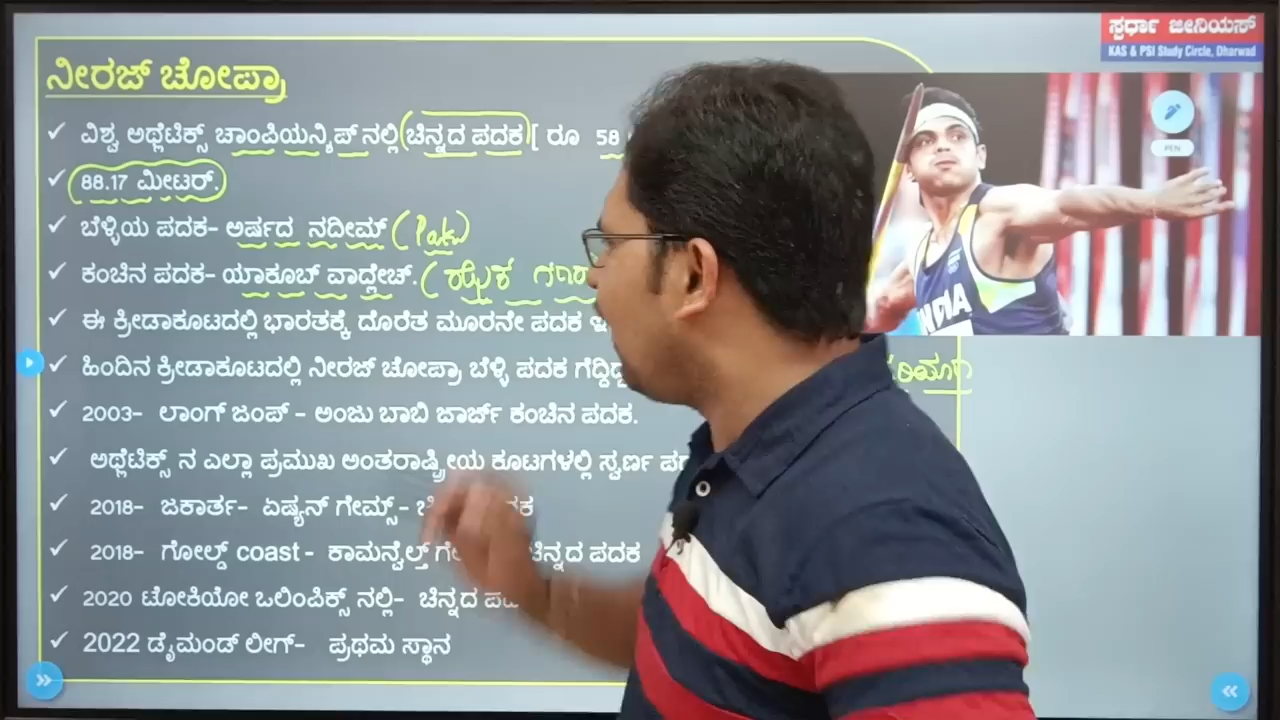 ಸ್ಪರ್ಧಾ ಜೀನಿಯಸ್
KAS & PSI Study Circle, Dharwad
ನೀರಜ್ ಚೋಪ್ರಾ
✓ ವಿಶ್ವ ಅಥ್ಲೆಟಿಕ್ಸ್ ಚಾಂಪಿಯನ್ಶಿಪ್ ನಲ್ಲಿ ಚಿನ್ನದ ಪದಕ [ ರೂ 58
✓ 88.17 ಮೀಟರ್.
✓ ಬೆಳ್ಳಿಯ ಪದಕ- ಅರ್ಷದ ನದೀಮ್ (Pak)
✓ ಕಂಚಿನ ಪದಕ- ಯಾಕೂಬ್ ವಾದ್ಲೇಚ್. (
✓ ಈ ಕ್ರೀಡಾಕೂಟದಲ್ಲಿ ಭಾರತಕ್ಕೆ ದೊರೆತ ಮೂರನೇ ಪದಕ
✓ ಹಿಂದಿನ ಕ್ರೀಡಾಕೂಟದಲ್ಲಿ ನೀರಜ್ ಚೋಪ್ರಾ ಬೆಳ್ಳಿ ಪದಕ
✓ 2003- ಲಾಂಗ್ ಜಂಪ್ - ಅಂಜು ಬಾಬಿ ಜಾರ್ಜ್ ಕಂಚಿನ ಪದಕ.
✓ ಅಥ್ಲೆಟಿಕ್ಸ್ ನ ಎಲ್ಲಾ ಪ್ರಮುಖ ಅಂತರಾಷ್ಟ್ರೀಯ ಕೂಟಗಳಲ್ಲಿ ಸ್ವರ್ಣ
✓ 2018- ಜಕಾರ್ತ- ಏಷ್ಯನ್ ಗೇಮ್ಸ್-
✓ 2018- ಗೋಲ್ಡ್ coast - ಕಾಮನ್ವೆಲ್ತ್ ಚಿನ್ನದ ಪದಕ
✓ 2020 ಟೋಕಿಯೋ ಒಲಿಂಪಿಕ್ಸ್ ನಲ್ಲಿ- ಚಿನ್ನದ
✓ 2022 ಡೈಮಂಡ್ ಲೀಗ್- ಪ್ರಥಮ ಸ್ಥಾನ
PEN